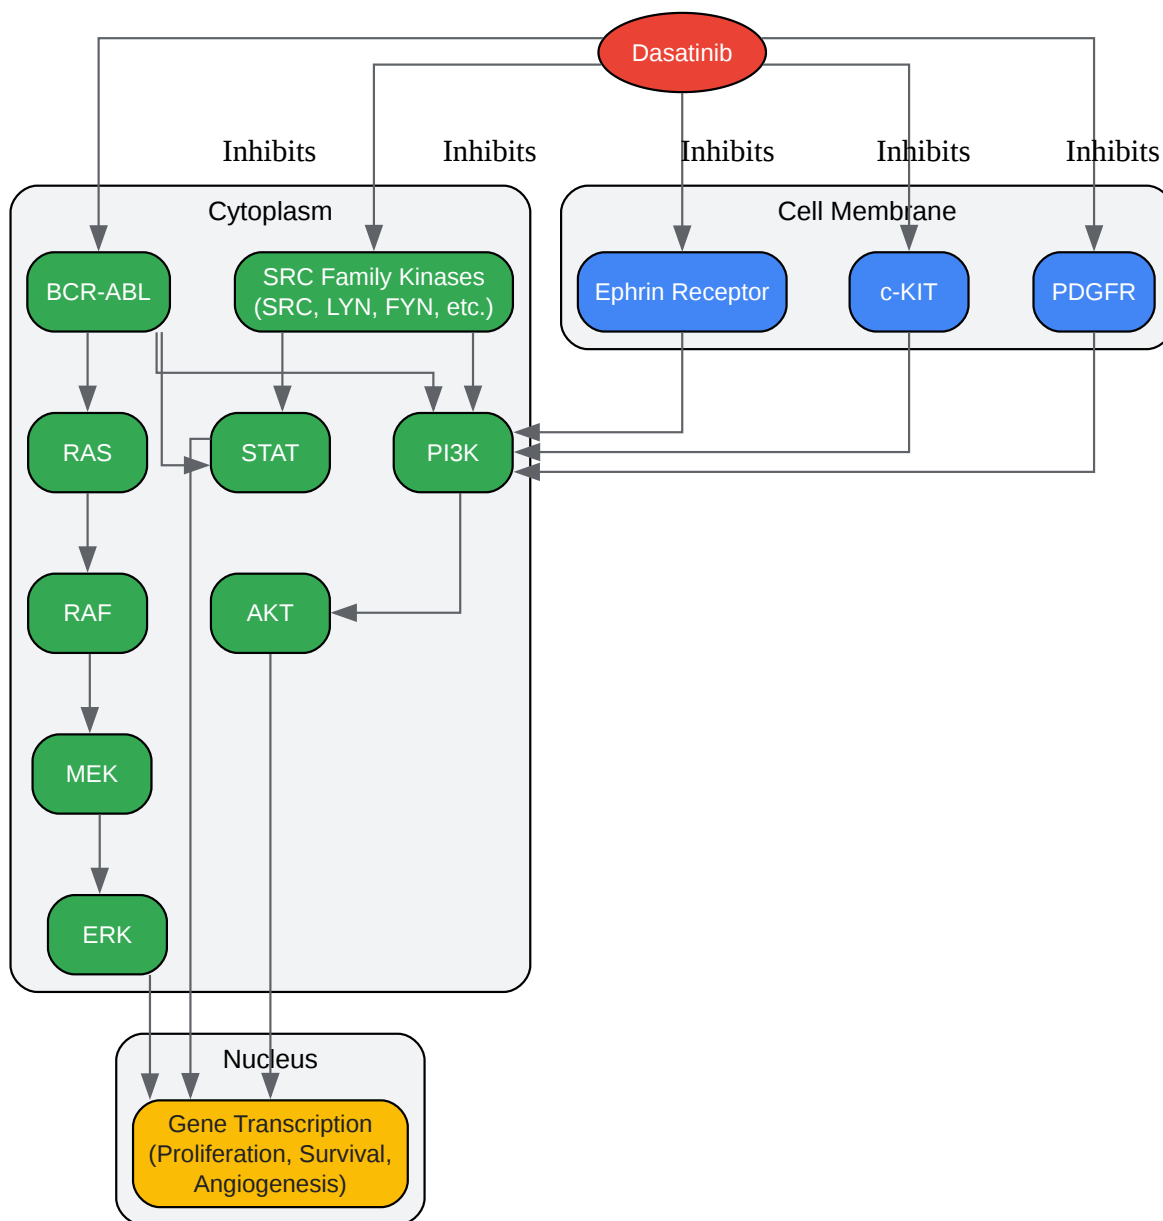 Dasatinib
Inhibits
Inhibits
Inhibits
Inhibits
Inhibits
Cytoplasm
Cell Membrane
BCR-ABL
SRC Family Kinases
(SRC, LYN, FYN, etc.)
Ephrin Receptor
c-KIT
PDGFR
RAS
STAT
PI3K
RAF
AKT
MEK
ERK
Nucleus
Gene Transcription
(Proliferation, Survival,
Angiogenesis)